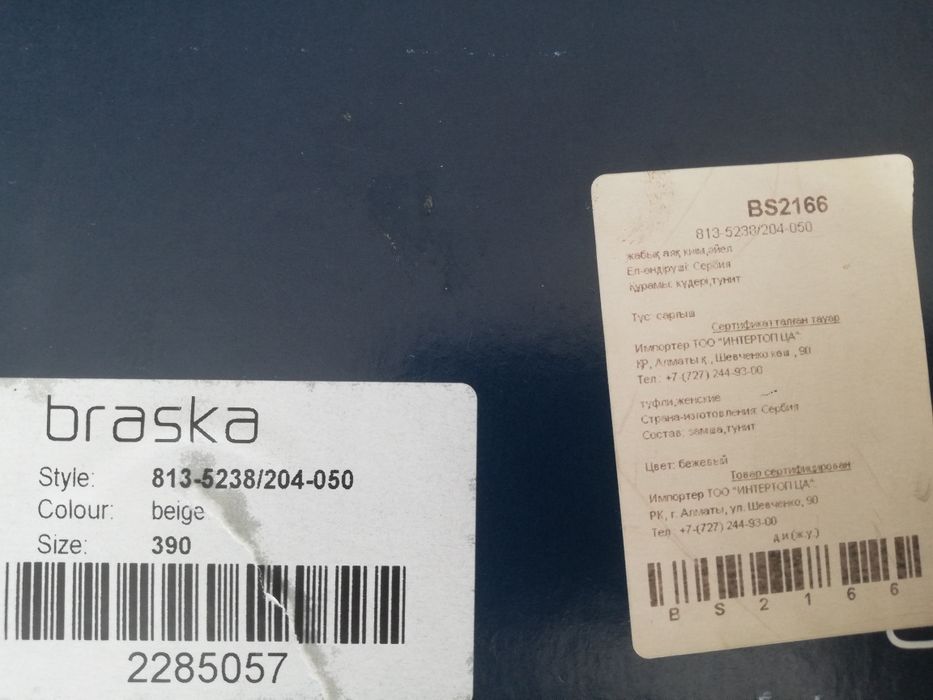 braska
Style: 813-5238/204-050
Colour: beige
Size: 390
2285057
BS2166
813-5238/204-050
жабық аяқ киім,әйел
Ел-өндіруші: Сербия
Құрамы: күдері,тунит
Түс: сарғыш
Сертификатталған тауар
Импортер ТОО "ИНТЕРТОП ЦА"
ҚР, Алматы қ., Шевченко көш., 90
Тел.: +7-(727) 244-93-00
туфли,женские
Страна-изготовления: Сербия
Состав: замша,тунит
Цвет: бежевый
Товар сертифицирован
Импортер ТОО "ИНТЕРТОП ЦА"
РК, г. Алматы, ул. Шевченко, 90
Тел. +7-(727) 244-93-00
д.и.(ж.у.)
B S 2 1 6 6